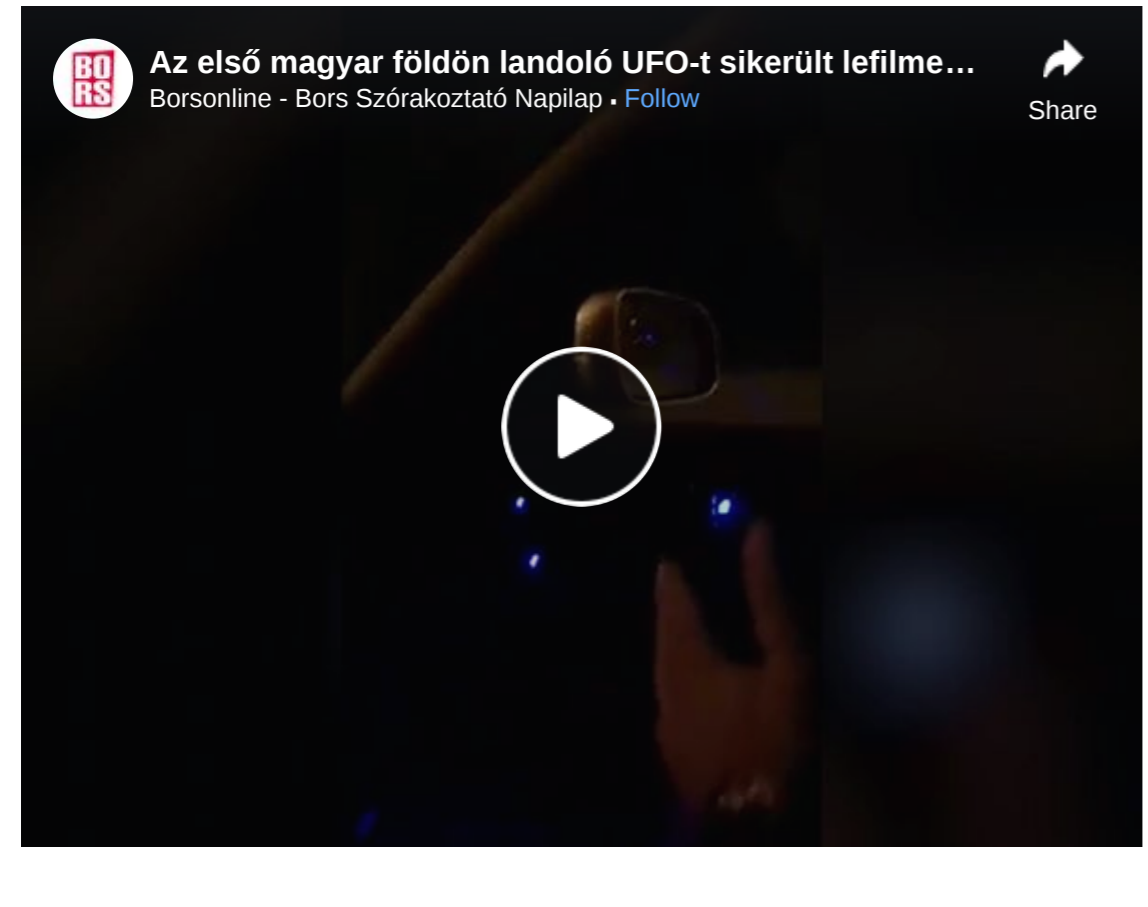 BO
RS
Az első magyar földön landoló UFO-t sikerült lefilme...
Borsonline - Bors Szórakoztató Napilap · Follow
Share